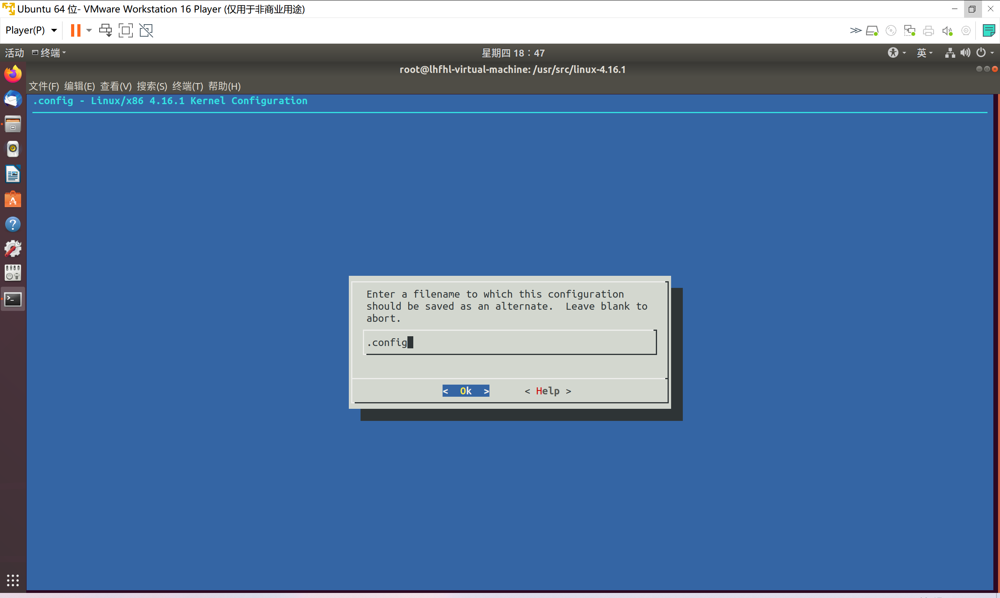 Ubuntu 64 位- VMware Workstation 16 Player (仅用于非商业用途)
Player(P)
活动 终端 星期四 18：47 英
root@lhfhl-virtual-machine: /usr/src/linux-4.16.1
文件(F) 编辑(E) 查看(V) 搜索(S) 终端(T) 帮助(H)
.config - Linux/x86 4.16.1 Kernel Configuration
Enter a filename to which this configuration
should be saved as an alternate.  Leave blank to
abort.
.config
<  Ok  > < Help >